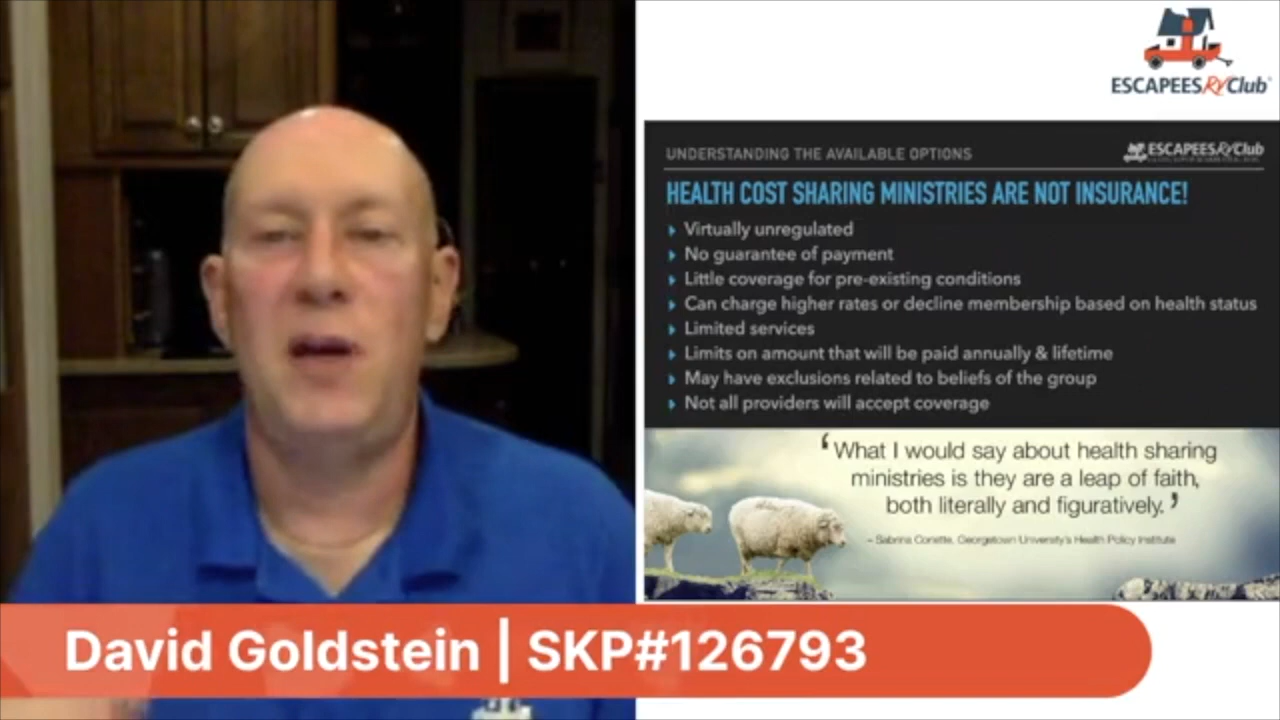 ESCAPEES RV Club
UNDERSTANDING THE AVAILABLE OPTIONS
ESCAPEES RV Club
HEALTH COST SHARING MINISTRIES ARE NOT INSURANCE!
Virtually unregulated
No guarantee of payment
Little coverage for pre-existing conditions
Can charge higher rates or decline membership based on health status
Limited services
Limits on amount that will be paid annually & lifetime
May have exclusions related to beliefs of the group
Not all providers will accept coverage
‘What I would say about health sharing
ministries is they are a leap of faith,
both literally and figuratively.’
– Sabrina Corlette, Georgetown University's Health Policy Institute
David Goldstein | SKP#126793